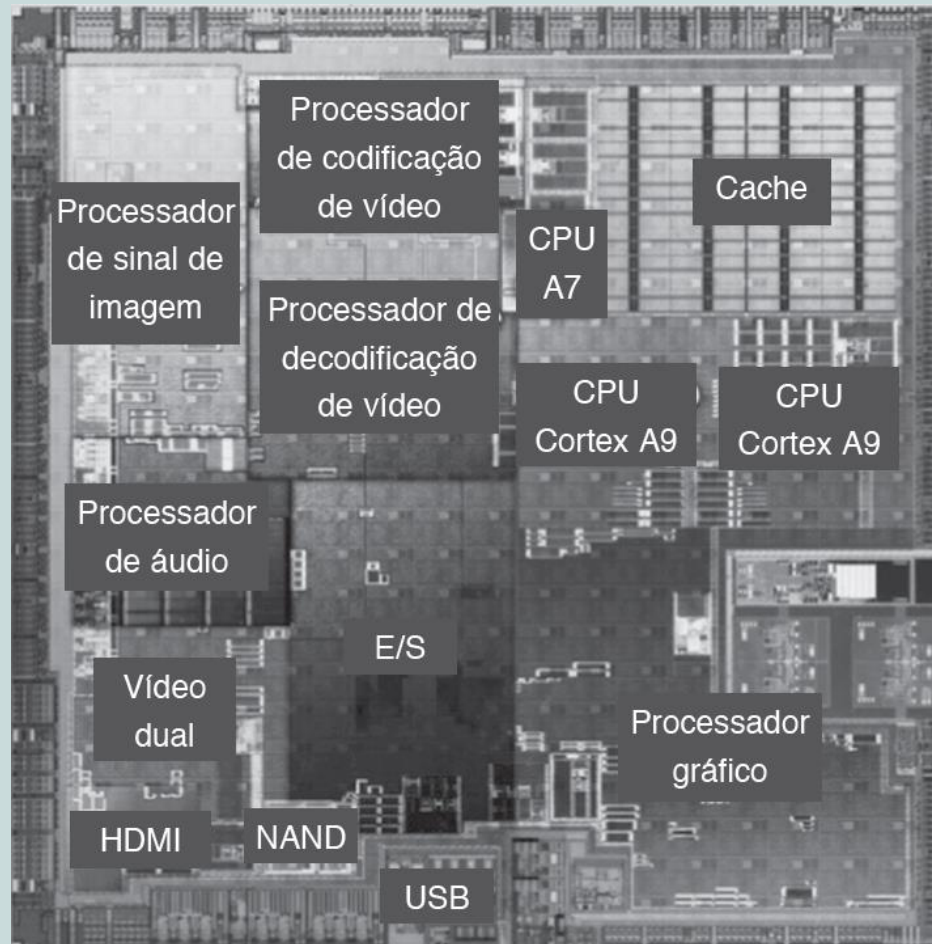 Processador
de codificação
de vídeo
Cache
Processador
de sinal de
imagem
CPU
A7
Processador de
decodificação
de vídeo
CPU
Cortex A9
CPU
Cortex A9
Processador
de áudio
E/S
Vídeo
dual
Processador
gráfico
HDMI
NAND
USB